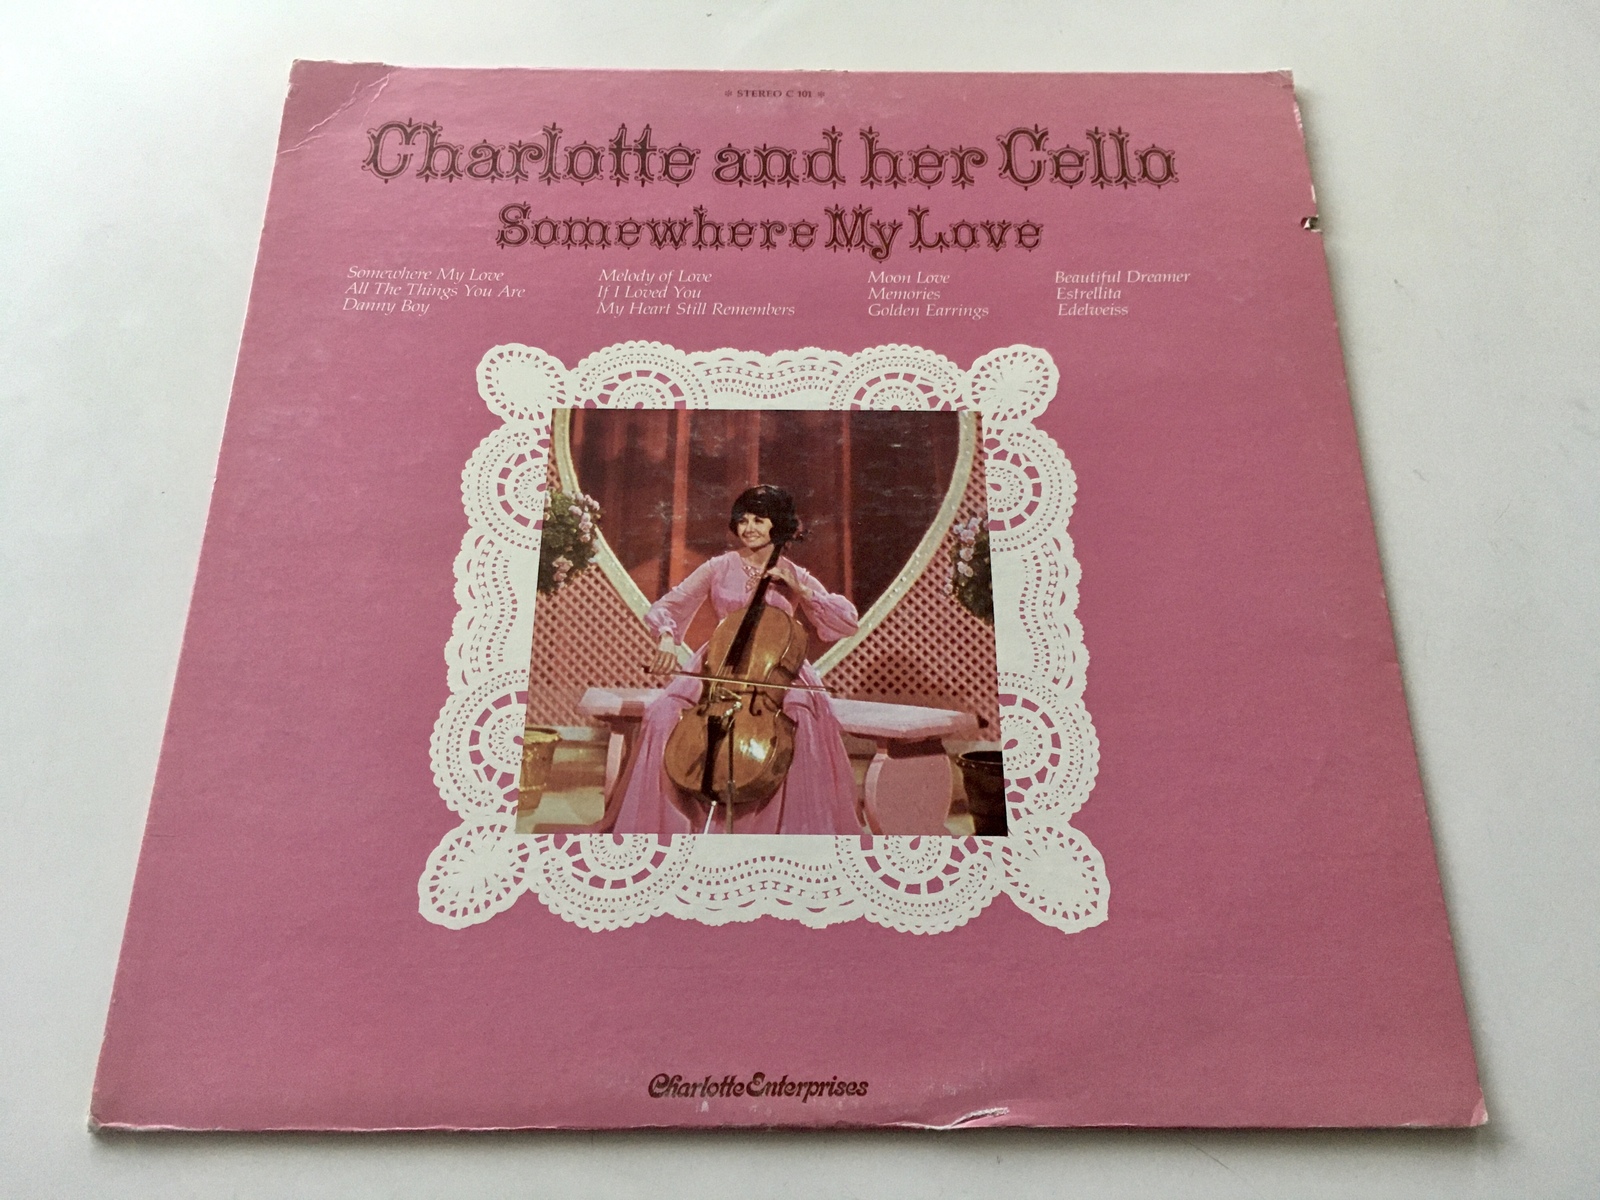 * STEREO C 101 *
Charlotte and her Cello
Somewhere My Love
Somewhere My Love
All The Things You Are
Danny Boy
Melody of Love
If I Loved You
My Heart Still Remembers
Moon Love
Memories
Golden Earrings
Beautiful Dreamer
Estrellita
Edelweiss
Charlotte Enterprises